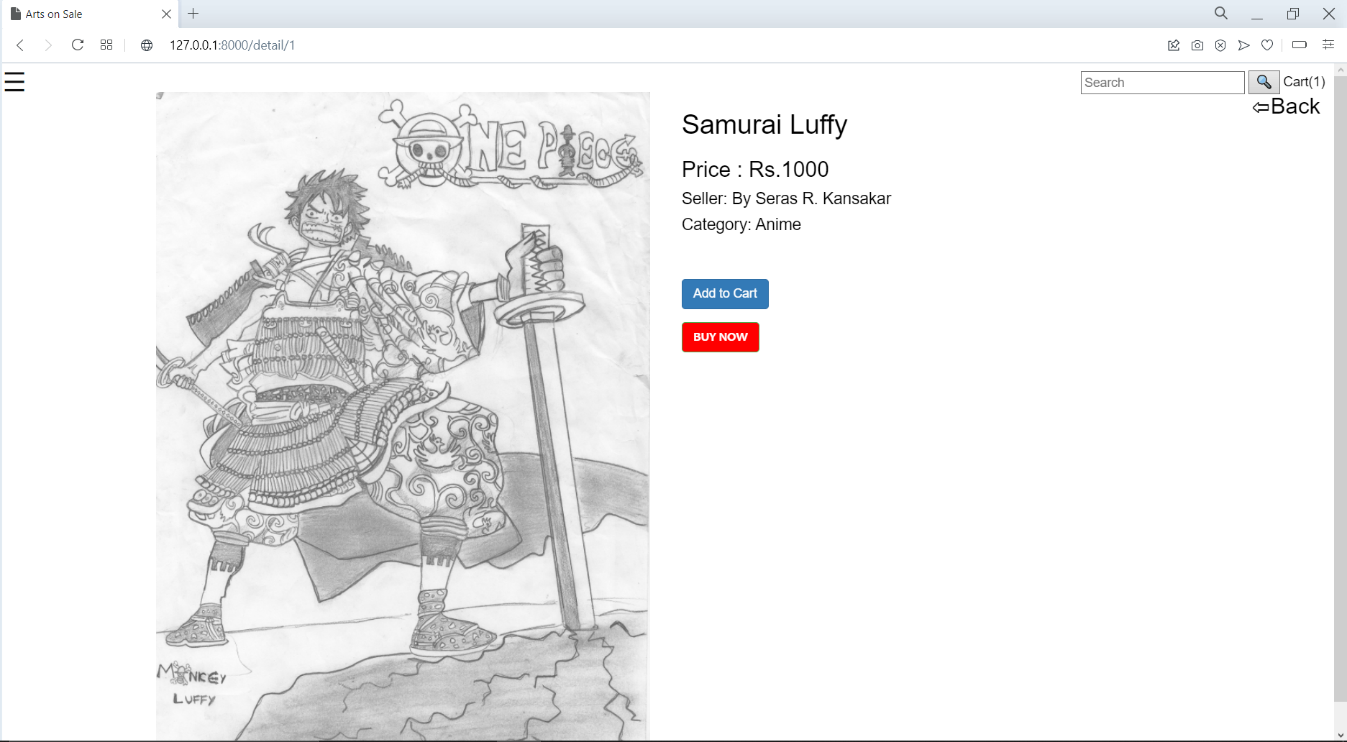 Arts on Sale
127.0.0.1:8000/detail/1
Search
Cart(1)
⇦Back
ONE PIECE
Samurai Luffy
Price : Rs.1000
Seller: By Seras R. Kansakar
Category: Anime
Add to Cart
BUY NOW
MONKEY
LUFFY